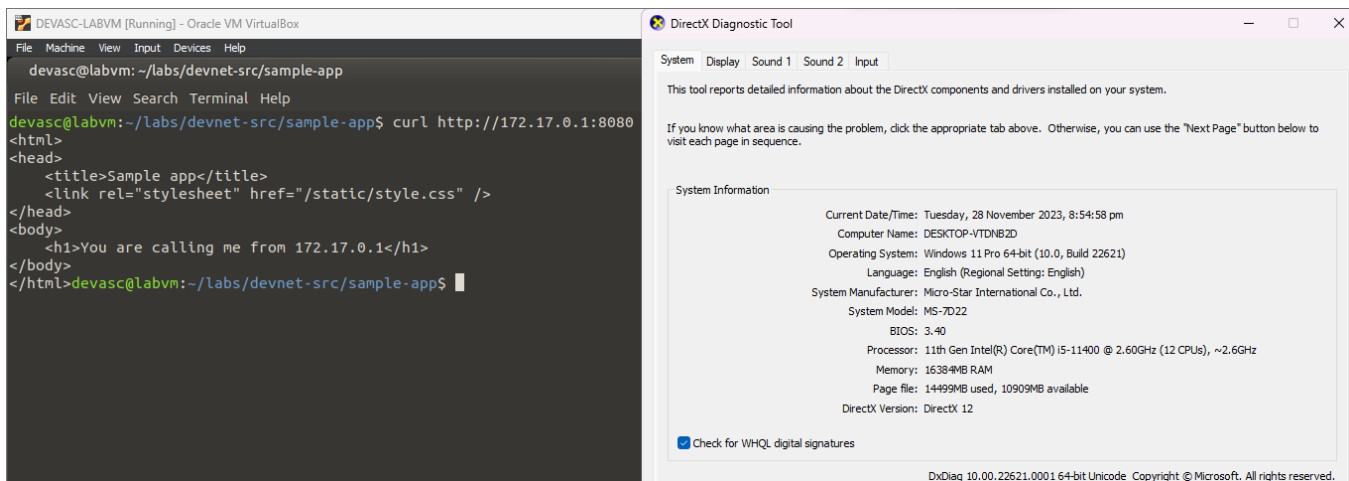 DEVASC-LABVM [Running] - Oracle VM VirtualBox
File Machine View Input Devices Help
devasc@labvm: ~/labs/devnet-src/sample-app
File Edit View Search Terminal Help
devasc@labvm:~/labs/devnet-src/sample-app$ curl http://172.17.0.1:8080
<html>
<head>
    <title>Sample app</title>
    <link rel="stylesheet" href="/static/style.css" />
</head>
<body>
    <h1>You are calling me from 172.17.0.1</h1>
</body>
</html>devasc@labvm:~/labs/devnet-src/sample-app$
DirectX Diagnostic Tool
System Display Sound 1 Sound 2 Input
This tool reports detailed information about the DirectX components and drivers installed on your system.
If you know what area is causing the problem, click the appropriate tab above.  Otherwise, you can use the "Next Page" button below to
visit each page in sequence.
System Information
Current Date/Time: Tuesday, 28 November 2023, 8:54:58 pm
Computer Name: DESKTOP-VTDNB2D
Operating System: Windows 11 Pro 64-bit (10.0, Build 22621)
Language: English (Regional Setting: English)
System Manufacturer: Micro-Star International Co., Ltd.
System Model: MS-7D22
BIOS: 3.40
Processor: 11th Gen Intel(R) Core(TM) i5-11400 @ 2.60GHz (12 CPUs), ~2.6GHz
Memory: 16384MB RAM
Page file: 14499MB used, 10909MB available
DirectX Version: DirectX 12
Check for WHQL digital signatures
DxDiag 10.00.22621.0001 64-bit Unicode Copyright © Microsoft. All rights reserved.